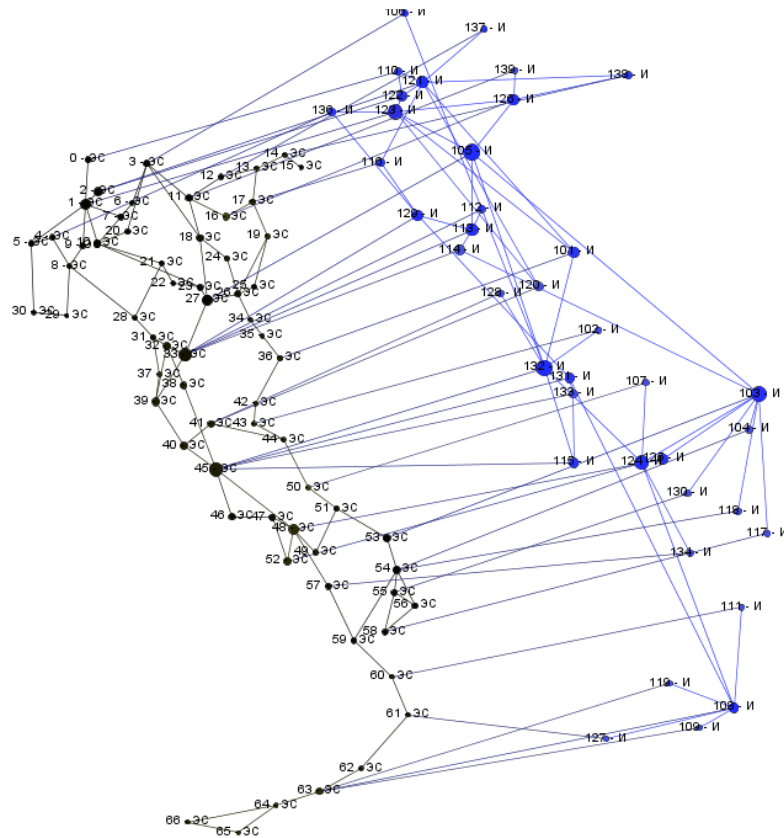 106 - И
137 - И
110 - И
139 - И
138 - И
121 - И
122 - И
126 - И
136 - И
123 - И
105 - И
0 - ЭС
3 - ЭС
14 - ЭС
116 - И
13 - ЭС
15 - ЭС
12 - ЭС
2 - ЭС
11 - ЭС
1 - ЭС
6 - ЭС
17 - ЭС
112 - И
7 - ЭС
16 - ЭС
129 - И
113 - И
20 - ЭС
4 - ЭС
18 - ЭС
19 - ЭС
5 - ЭС
9 - ЭС
10 - ЭС
114 - И
101 - И
24 - ЭС
8 - ЭС
21 - ЭС
22 - ЭС
23 - ЭС
25 - ЭС
120 - И
26 - ЭС
128 - И
27 - ЭС
30 - ЭС
29 - ЭС
28 - ЭС
34 - ЭС
102 - И
31 - ЭС
35 - ЭС
32 - ЭС
33 - ЭС
36 - ЭС
132 - И
37 - ЭС
131 - И
38 - ЭС
107 - И
133 - И
103 - И
39 - ЭС
42 - ЭС
41 - ЭС
43 - ЭС
104 - И
44 - ЭС
40 - ЭС
45 - ЭС
115 - И
124 - И
50 - ЭС
130 - И
51 - ЭС
118 - И
46 - ЭС
47 - ЭС
48 - ЭС
117 - И
53 - ЭС
49 - ЭС
134 - И
52 - ЭС
54 - ЭС
57 - ЭС
55 - ЭС
56 - ЭС
111 - И
58 - ЭС
59 - ЭС
60 - ЭС
119 - И
108 - И
61 - ЭС
109 - И
127 - И
62 - ЭС
63 - ЭС
64 - ЭС
66 - ЭС
65 - ЭС